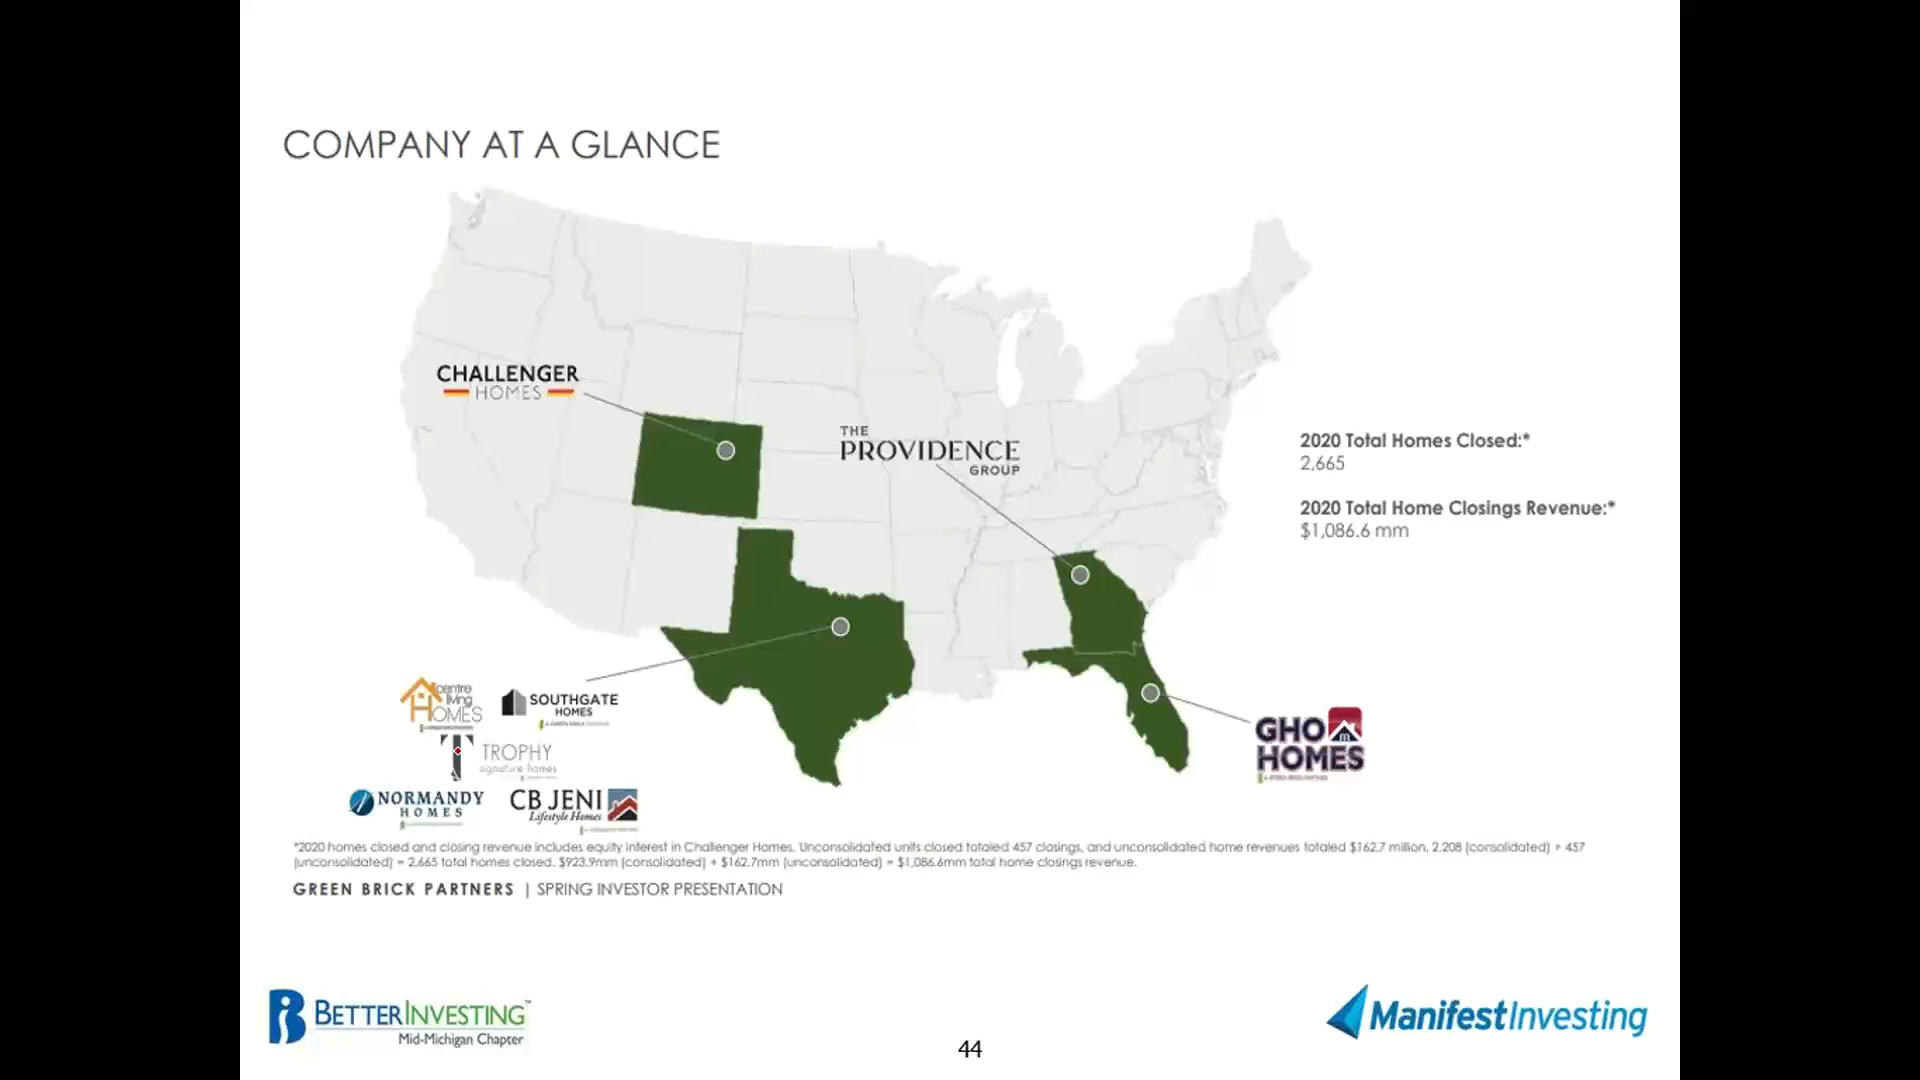 COMPANY AT A GLANCE
CHALLENGER
HOMES
THE
PROVIDENCE
GROUP
2020 Total Homes Closed:*
2,665
2020 Total Home Closings Revenue:*
$1,086.6 mm
centre
living
HOMES
SOUTHGATE
HOMES
TROPHY
signature homes
NORMANDY
HOMES
CB JENI
Lifestyle Homes
GHO
HOMES
*2020 homes closed and closing revenue includes equity interest in Challenger Homes. Unconsolidated units closed totaled 457 closings, and unconsolidated home revenues totaled $162.7 million. 2,208 (consolidated) + 457
(unconsolidated) = 2,665 total homes closed. $923.9mm (consolidated) + $162.7mm (unconsolidated) = $1,086.6mm total home closings revenue.
GREEN BRICK PARTNERS | SPRING INVESTOR PRESENTATION
BETTERINVESTING™
Mid-Michigan Chapter
44
ManifestInvesting